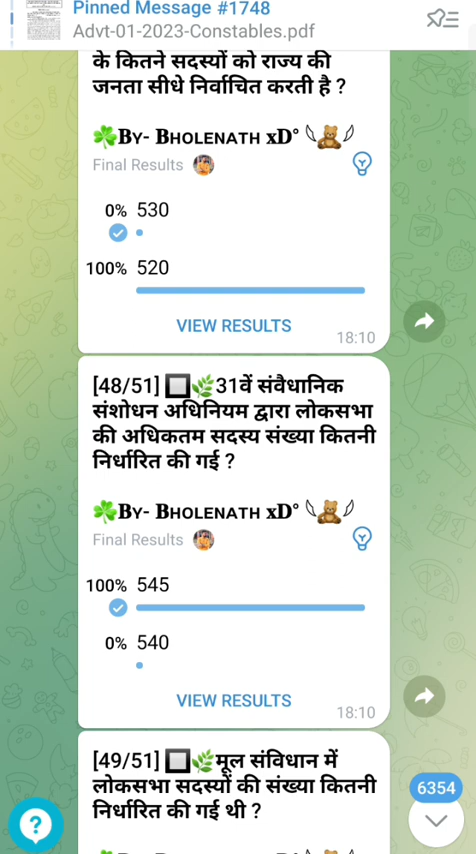 Pinned Message #1748
Advt-01-2023-Constables.pdf
के कितने सदस्यों को राज्य की
जनता सीधे निर्वाचित करती है ?
🍀By- Bholenath xD° 🧸
Final Results
0% 530
100% 520
VIEW RESULTS
18:10
[48/51] 🔲🌿31वें संवैधानिक
संशोधन अधिनियम द्वारा लोकसभा
की अधिकतम सदस्य संख्या कितनी
निर्धारित की गई ?
🍀By- Bholenath xD° 🧸
Final Results
100% 545
0% 540
VIEW RESULTS
18:10
[49/51] 🔲🌿मूल संविधान में
लोकसभा सदस्यों की संख्या कितनी
निर्धारित की गई थी ?
6354
?